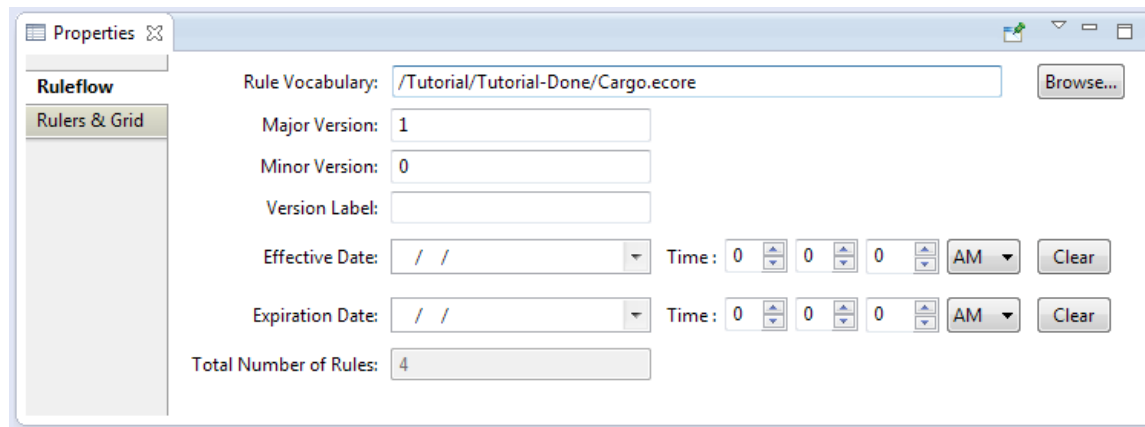 Properties
Ruleflow
Rulers & Grid
Rule Vocabulary: /Tutorial/Tutorial-Done/Cargo.ecore Browse...
Major Version: 1
Minor Version: 0
Version Label:
Effective Date: / / Time: 0 0 0 AM Clear
Expiration Date: / / Time: 0 0 0 AM Clear
Total Number of Rules: 4